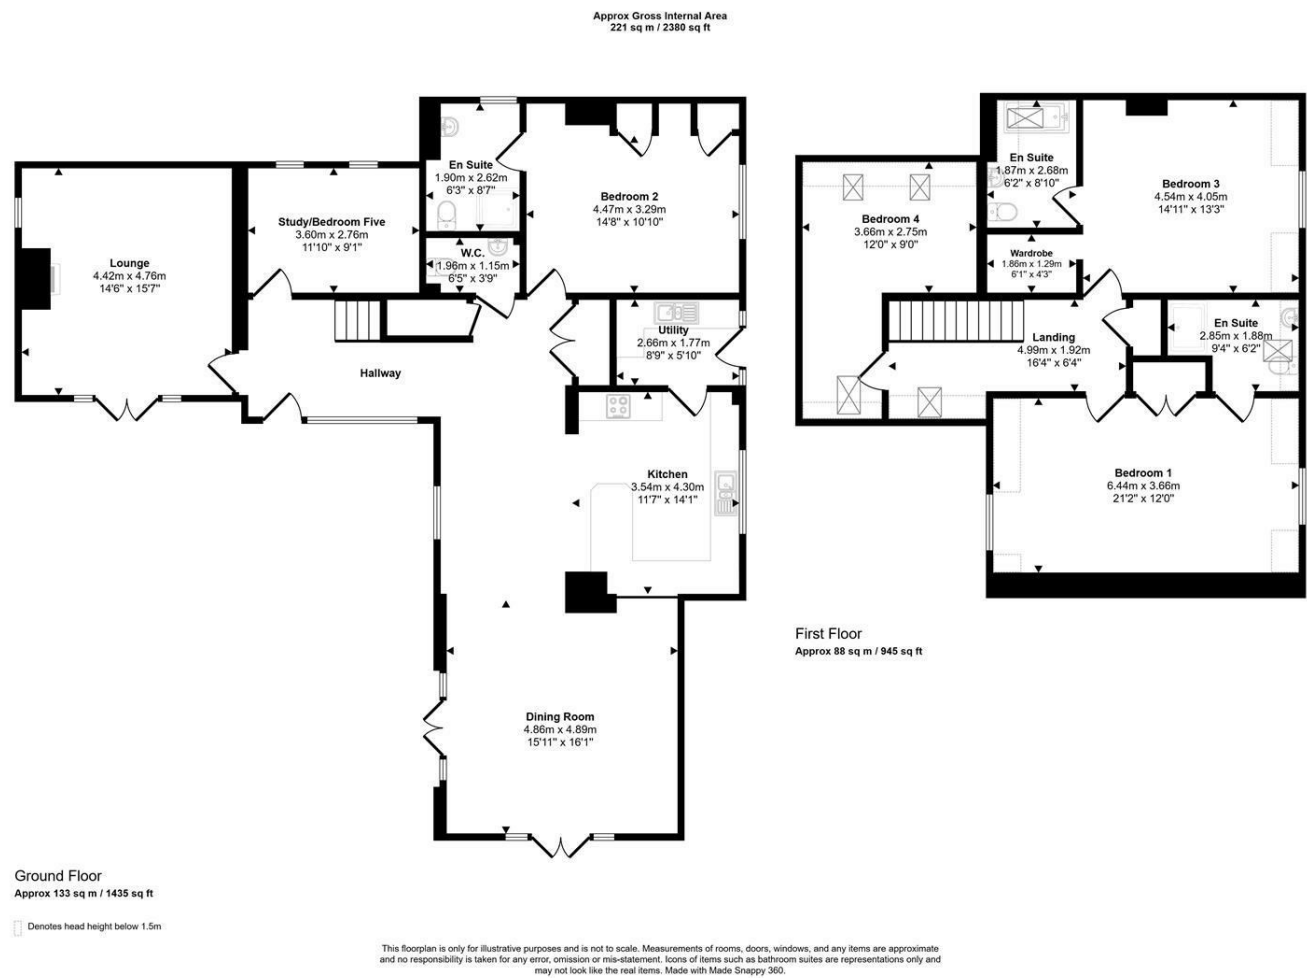 Approx Gross Internal Area
221 sq m / 2380 sq ft
En Suite
1.90m x 2.62m
6'3" x 8'7"
Bedroom 2
4.47m x 3.29m
14'8" x 10'10"
Study/Bedroom Five
3.60m x 2.76m
11'10" x 9'1"
Lounge
4.42m x 4.76m
14'6" x 15'7"
W.C.
1.96m x 1.15m
6'5" x 3'9"
Utility
2.66m x 1.77m
8'9" x 5'10"
Hallway
Kitchen
3.54m x 4.30m
11'7" x 14'1"
Dining Room
4.86m x 4.89m
15'11" x 16'1"
Ground Floor
Approx 133 sq m / 1435 sq ft
Denotes head height below 1.5m
En Suite
1.87m x 2.68m
6'2" x 8'10"
Bedroom 3
4.54m x 4.05m
14'11" x 13'3"
Bedroom 4
3.66m x 2.75m
12'0" x 9'0"
Wardrobe
1.86m x 1.29m
6'1" x 4'3"
Landing
4.99m x 1.92m
16'4" x 6'4"
En Suite
2.85m x 1.88m
9'4" x 6'2"
Bedroom 1
6.44m x 3.66m
21'2" x 12'0"
First Floor
Approx 88 sq m / 945 sq ft
This floorplan is only for illustrative purposes and is not to scale. Measurements of rooms, doors, windows, and any items are approximate
and no responsibility is taken for any error, omission or mis-statement. Icons of items such as bathroom suites are representations only and
may not look like the real items. Made with Made Snappy 360.